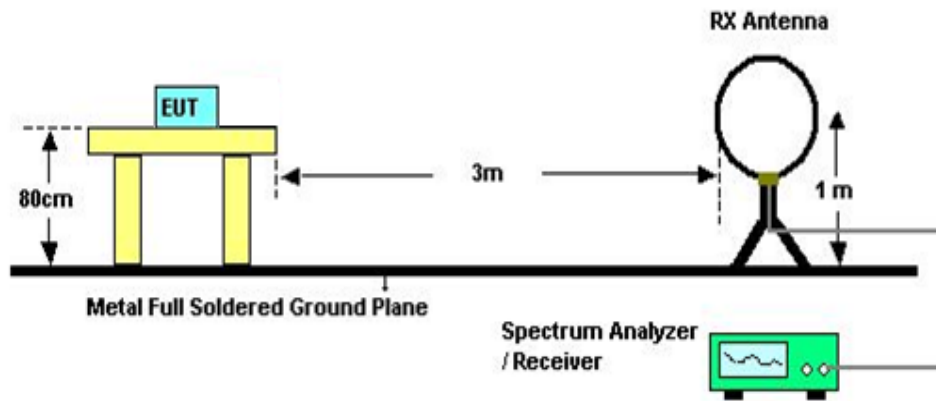 RX Antenna
EUT
3m
80cm
1 m
Metal Full Soldered Ground Plane
Spectrum Analyzer
/ Receiver